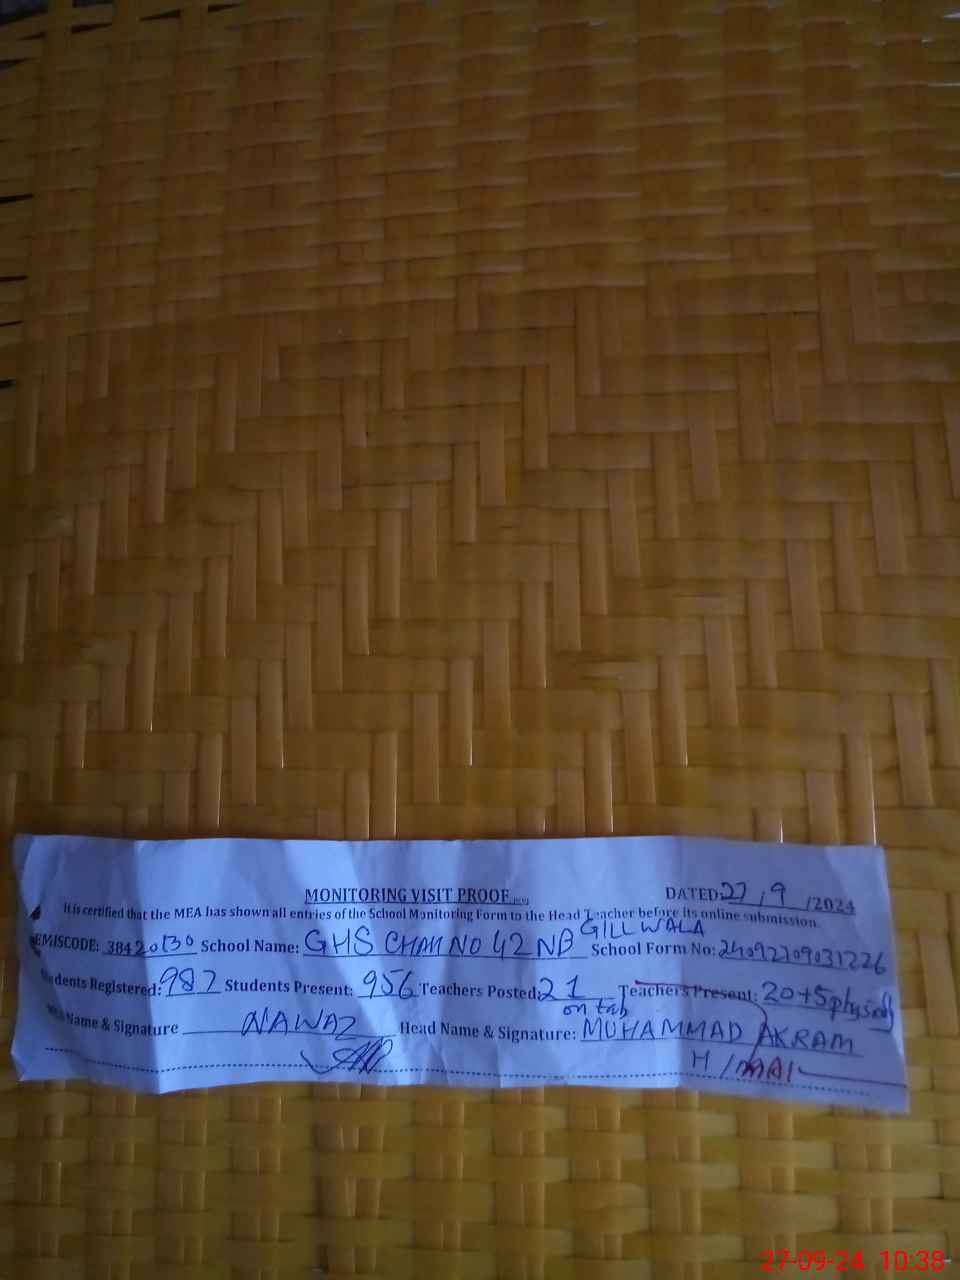 MONITORING VISIT PROOF
DATED 27/9/2024
It is certified that the MEA has shown all entries of the School Monitoring Form to the Head Teacher before its online submission.
GILLWALA
EMISCODE: 38420130 School Name: GHS CHAK NO 42 NB School Form No: 24092709031226
Students Registered: 987 Students Present: 956 Teachers Posted: 21 Teachers Present: 20+5 physically
on tab
Name & Signature NAWAZ Head Name & Signature: MUHAMMAD AKRAM
H/M
27-09-24 10:38